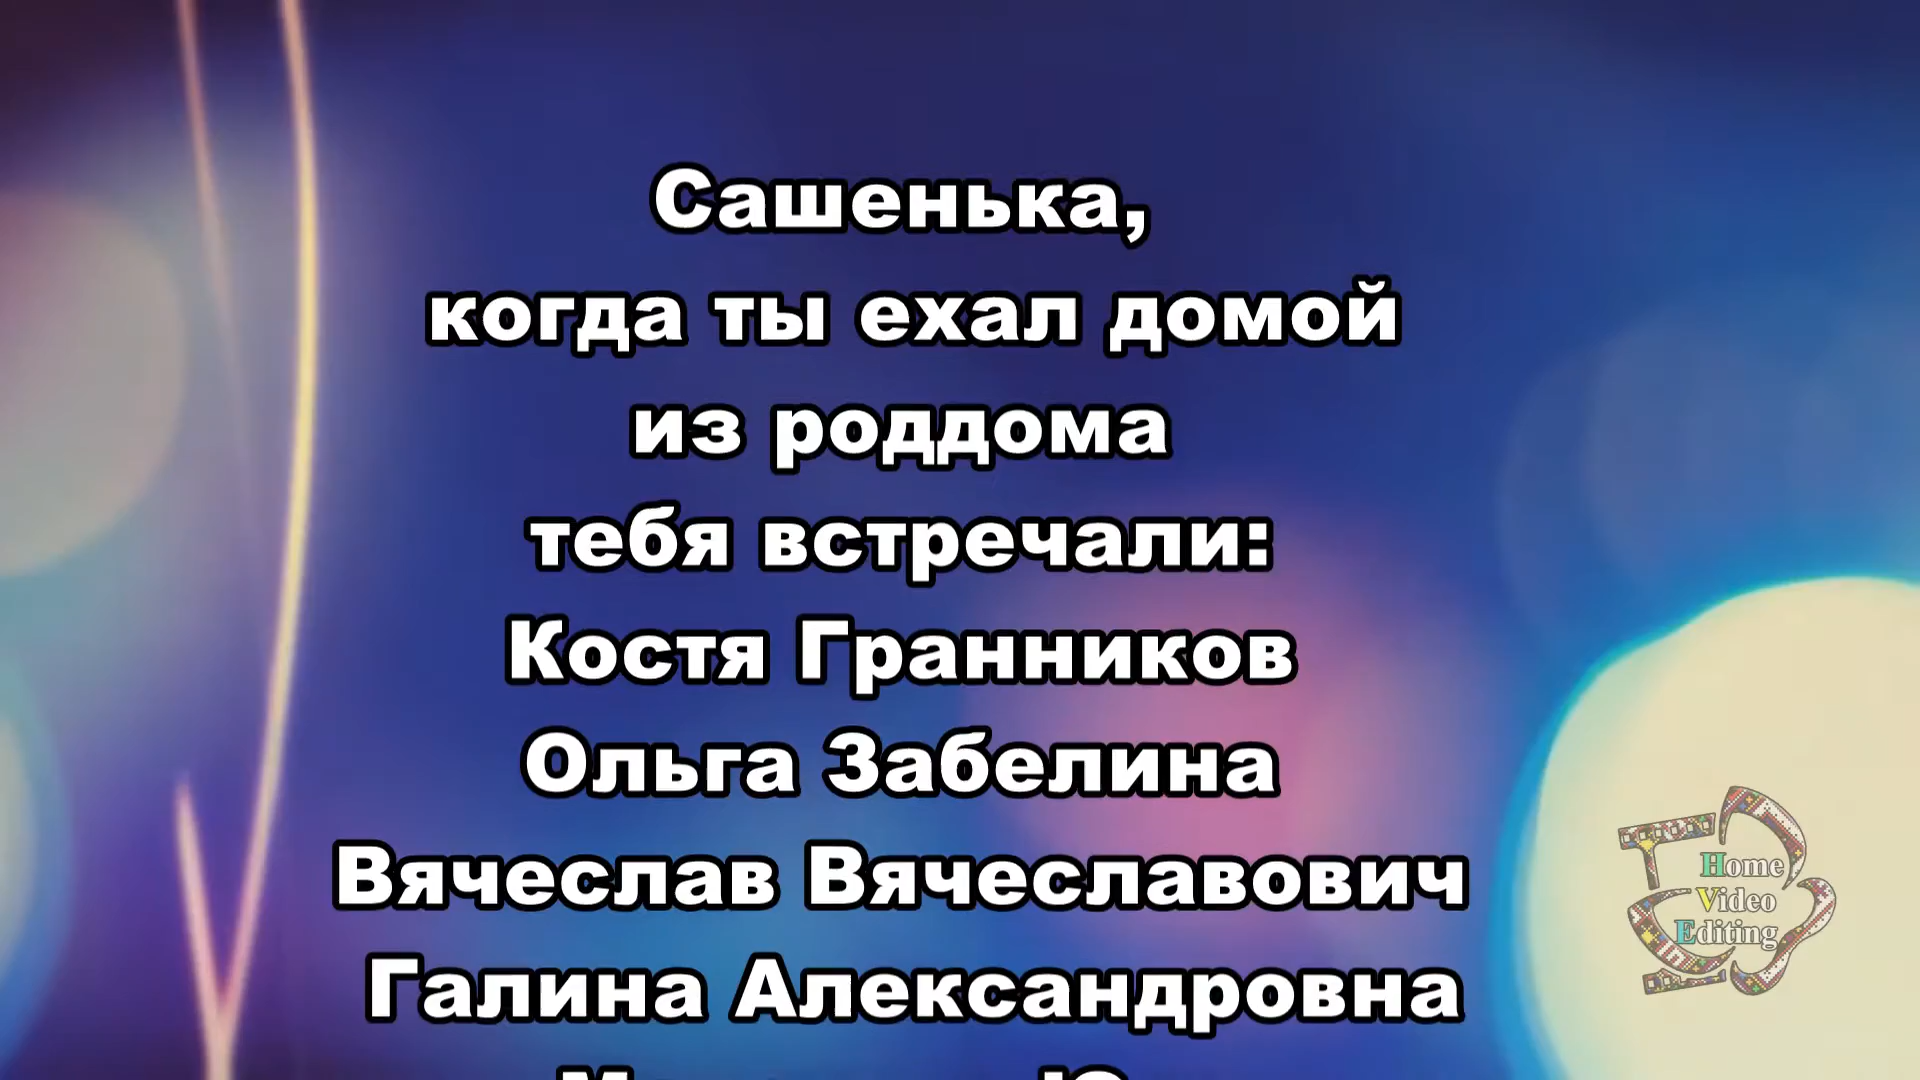 Сашенька,
когда ты ехал домой
из роддома
тебя встречали:
Костя Гранников
Ольга Забелина
Вячеслав Вячеславович
Галина Александровна
Home
Video
Editing